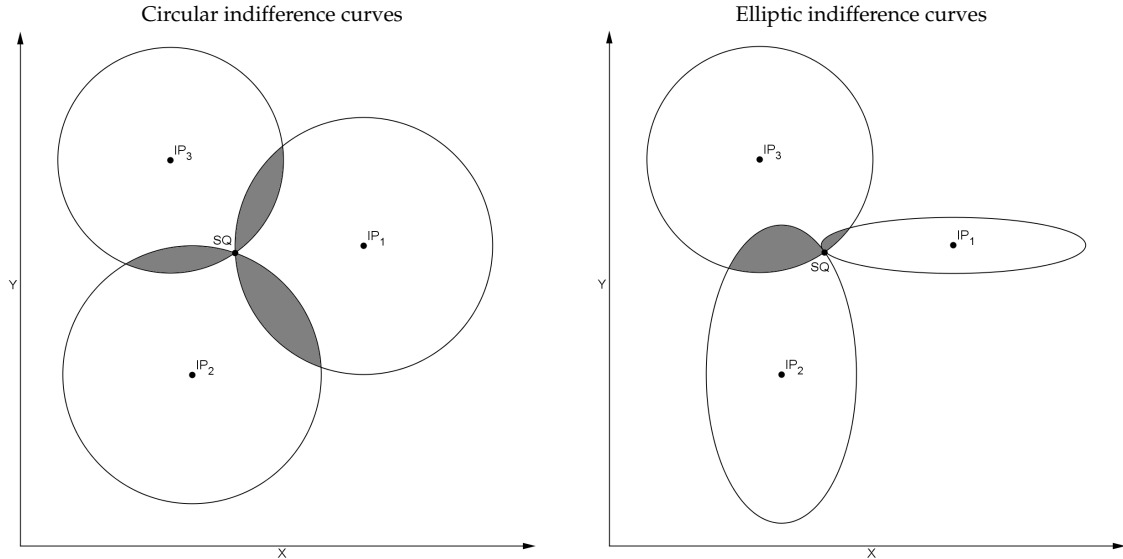 Circular indifference curves
IP3
SQ
IP1
Y
IP2
X
Elliptic indifference curves
IP3
IP1
SQ
Y
IP2
X